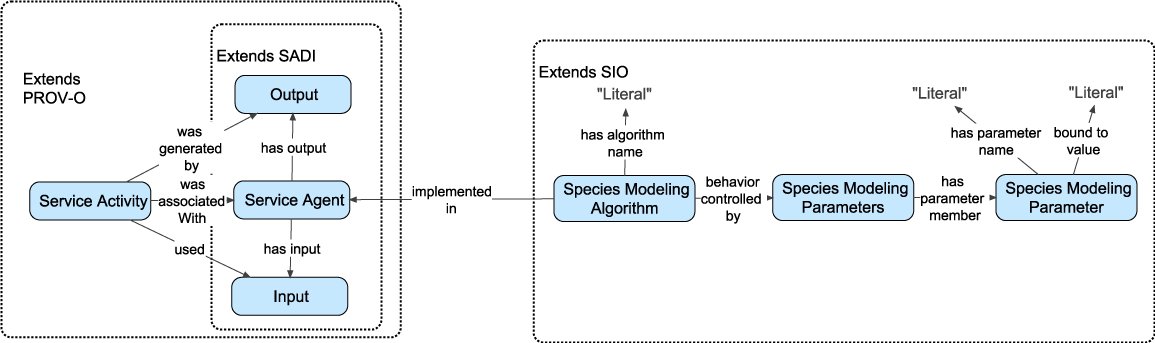 Extends
PROV-O
Extends SADI
Output
was
generated
by
has output
Service Activity
was
associated
With
Service Agent
used
has input
Input
implemented
in
Extends SIO
"Literal"
has algorithm
name
Species Modeling
Algorithm
behavior
controlled
by
Species Modeling
Parameters
has
parameter
member
"Literal"
"Literal"
has parameter
name
bound to
value
Species Modeling
Parameter